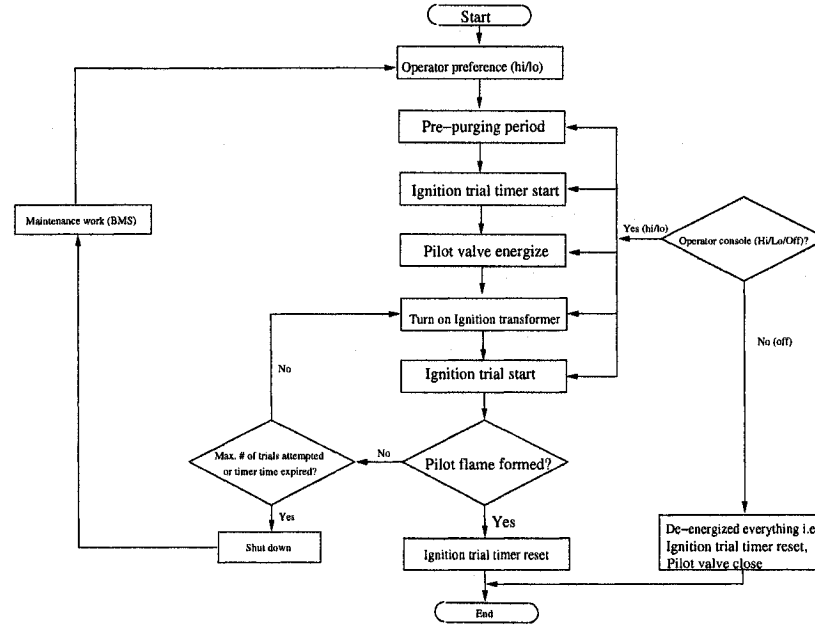 Start
Operator preference (hi/lo)
Pre-purging period
Ignition trial timer start
Maintenance work (BMS)
Yes (hi/lo)
Operator console (Hi/Lo/Off)?
Pilot valve energize
Turn on Ignition transformer
No (off)
No
Ignition trial start
Max. # of trials attempted
or timer time expired?
No
Pilot flame formed?
Yes
Yes
Shut down
Ignition trial timer reset
De-energized everything i.e
Ignition trial timer reset,
Pilot valve close
End